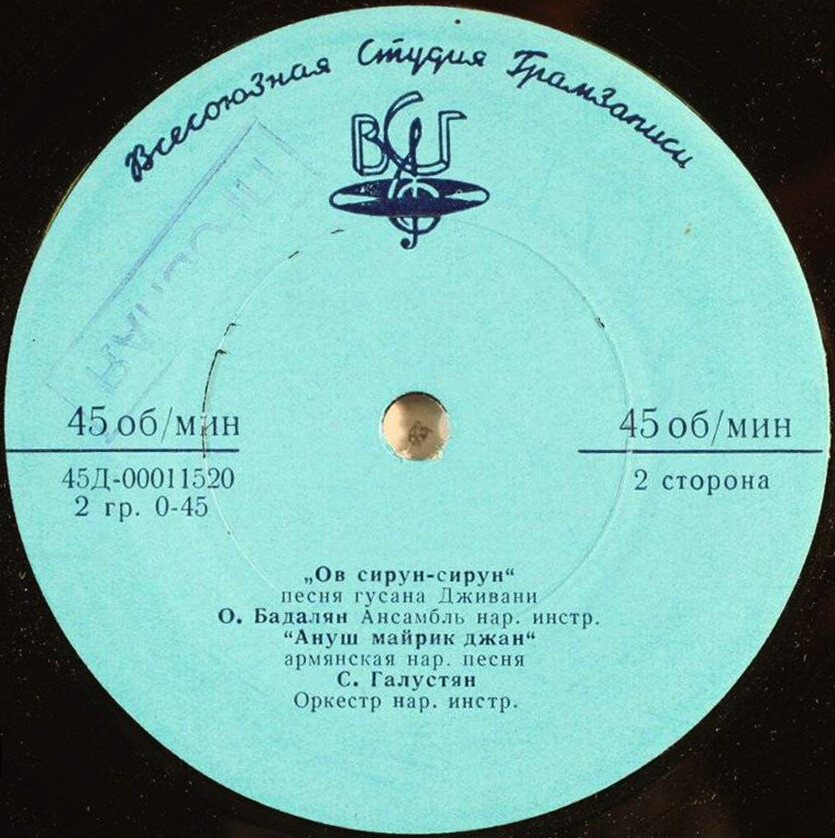 Всесоюзная Студия Грамзаписи
ВСГ
45 об/мин
45Д-00011520
2 гр. 0-45
45 об/мин
2 сторона
„Ов сирун-сирун“
песня гусана Дживани
О. Бадалян Ансамбль нар. инстр.
“Ануш майрик джан“
армянская нар. песня
С. Галустян
Оркестр нар. инстр.